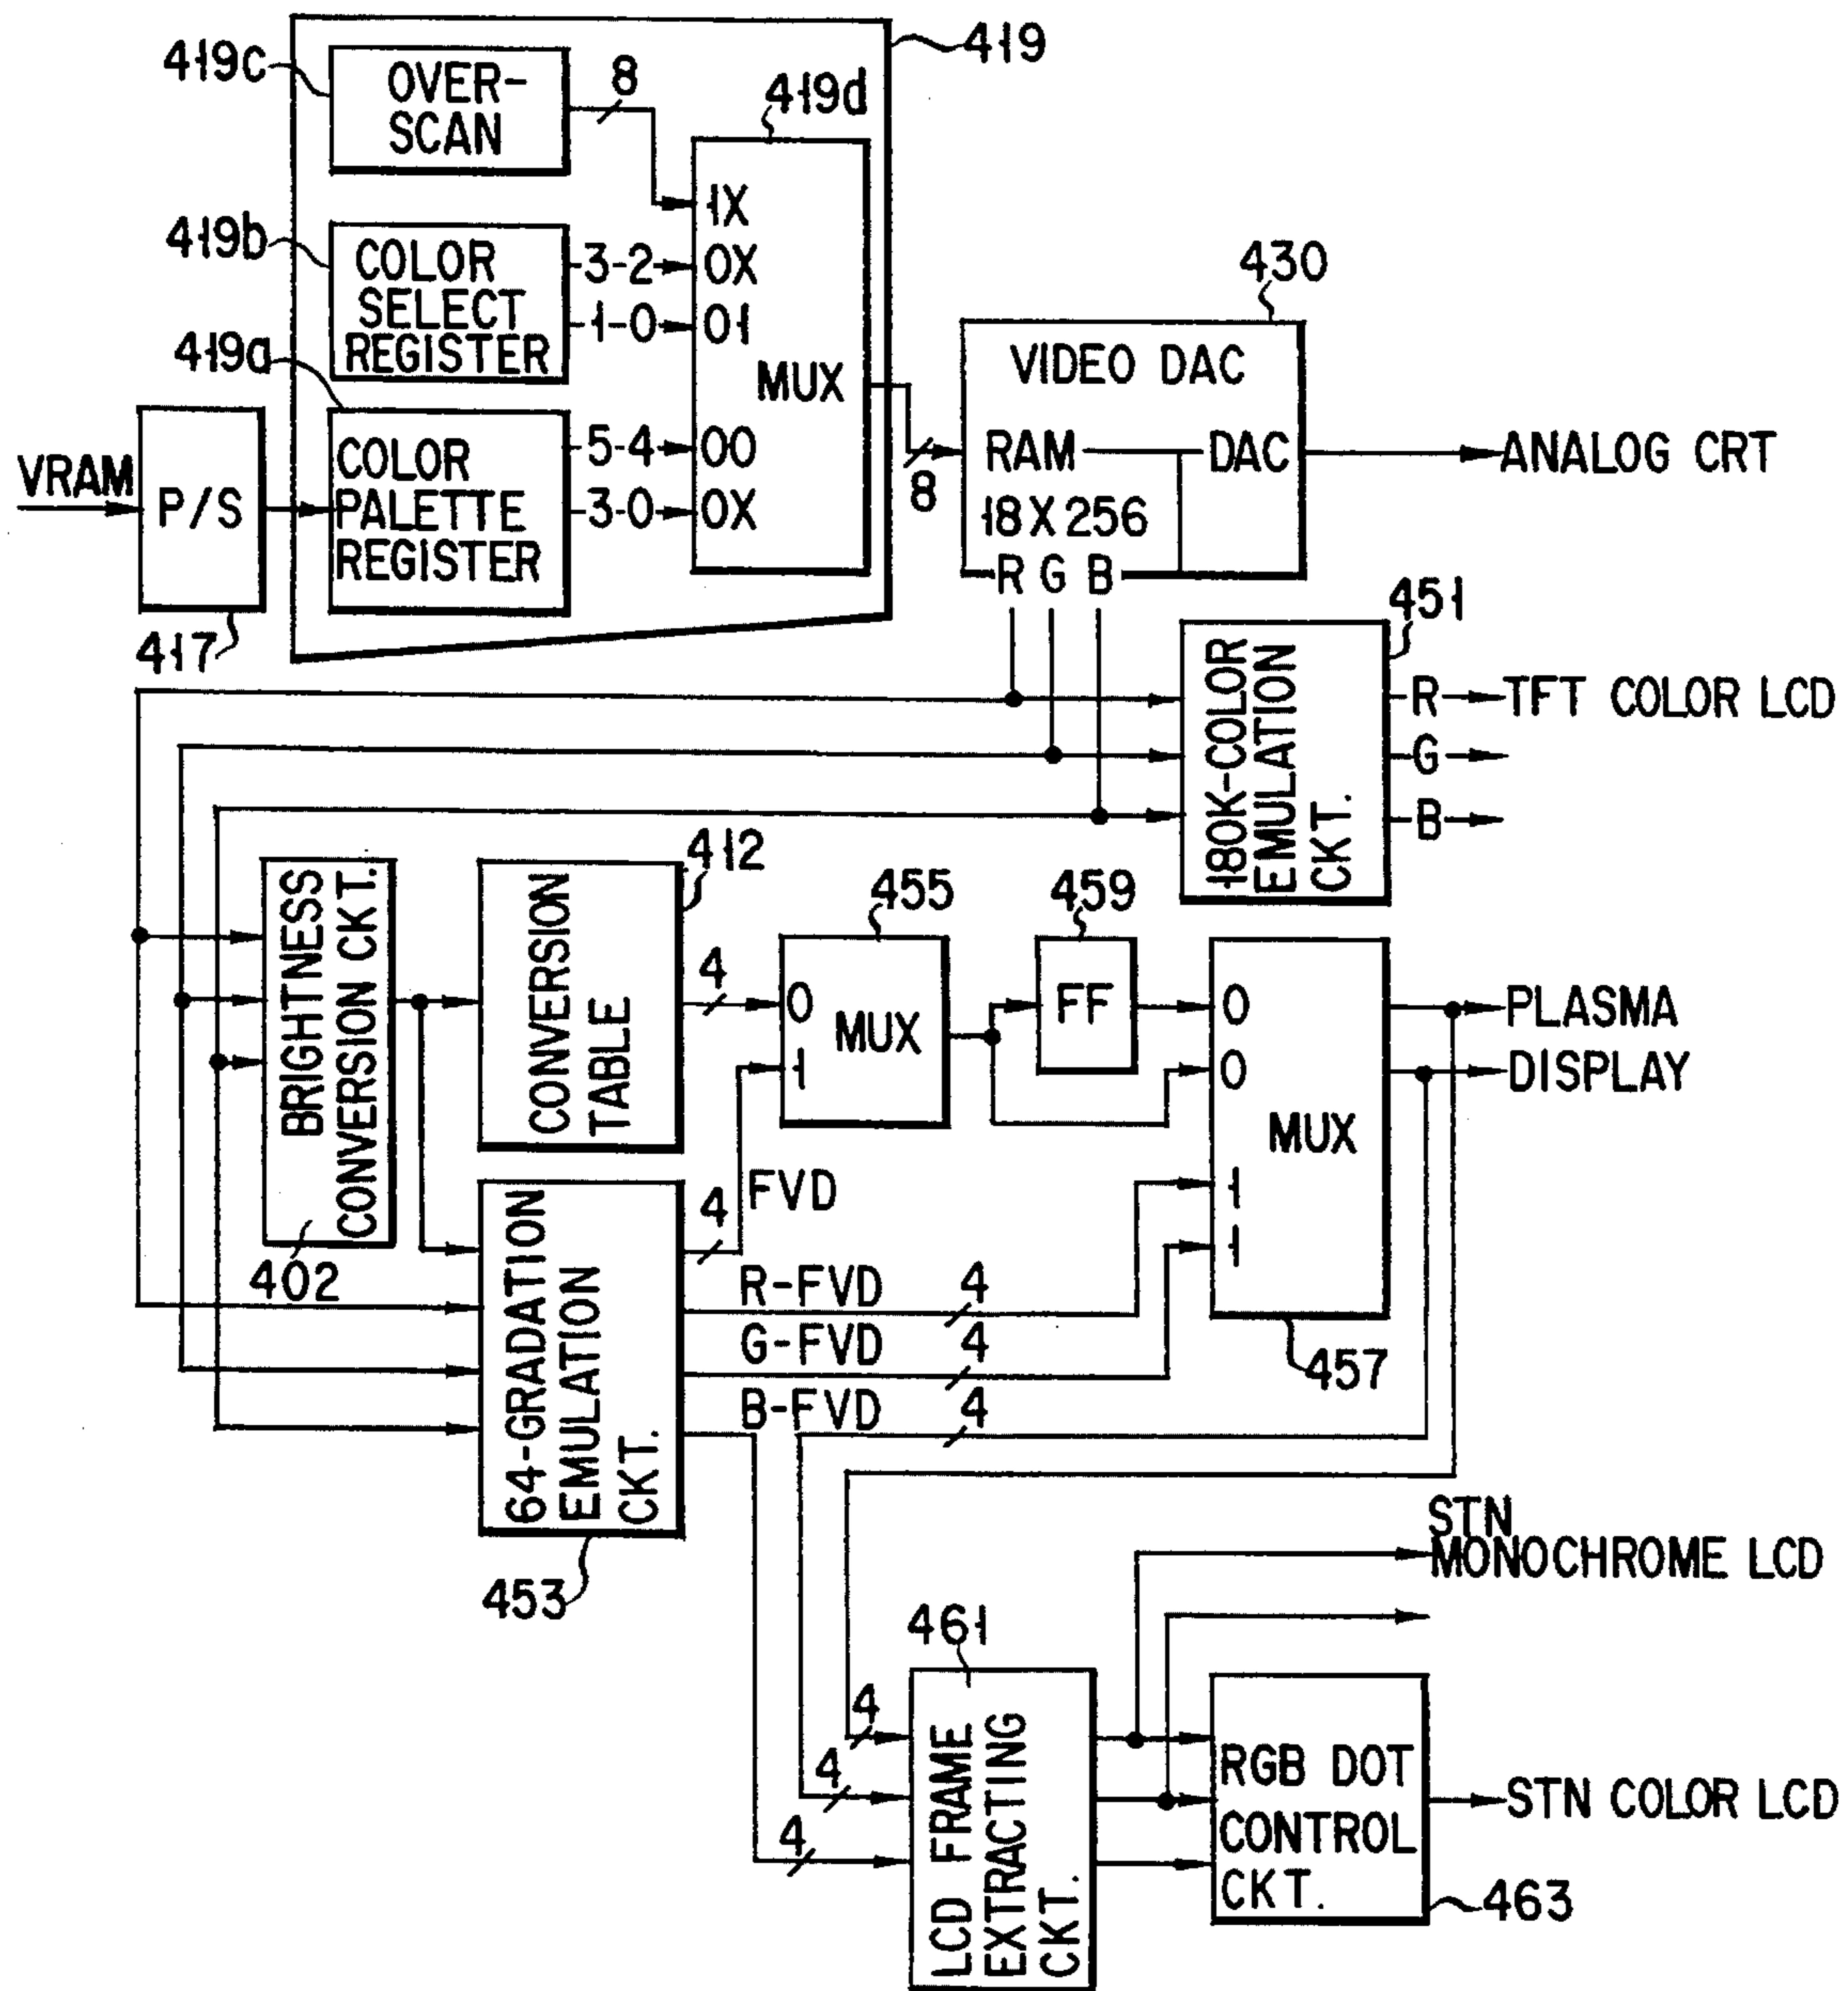 419
419c
OVER-
SCAN
8
419d
MUX
1X
0X
01
00
0X
419b
COLOR
SELECT
REGISTER
3-2
1-0
419a
COLOR
PALETTE
REGISTER
5-4
3-0
VRAM
P/S
417
8
430
VIDEO DAC
RAM
DAC
18X256
R G B
ANALOG CRT
451
180K-COLOR
EMULATION
CKT.
R
TFT COLOR LCD
G
B
BRIGHTNESS
CONVERSION CKT.
402
412
CONVERSION
TABLE
4
455
0
MUX
1
459
FF
0
0
MUX
1
1
457
PLASMA
DISPLAY
64-GRADATION
EMULATION
CKT.
453
4
FVD
R-FVD
4
G-FVD
4
B-FVD
4
STN
MONOCHROME LCD
461
4
4
4
LCD FRAME
EXTRACTING
CKT.
RGB DOT
CONTROL
CKT.
463
STN COLOR LCD